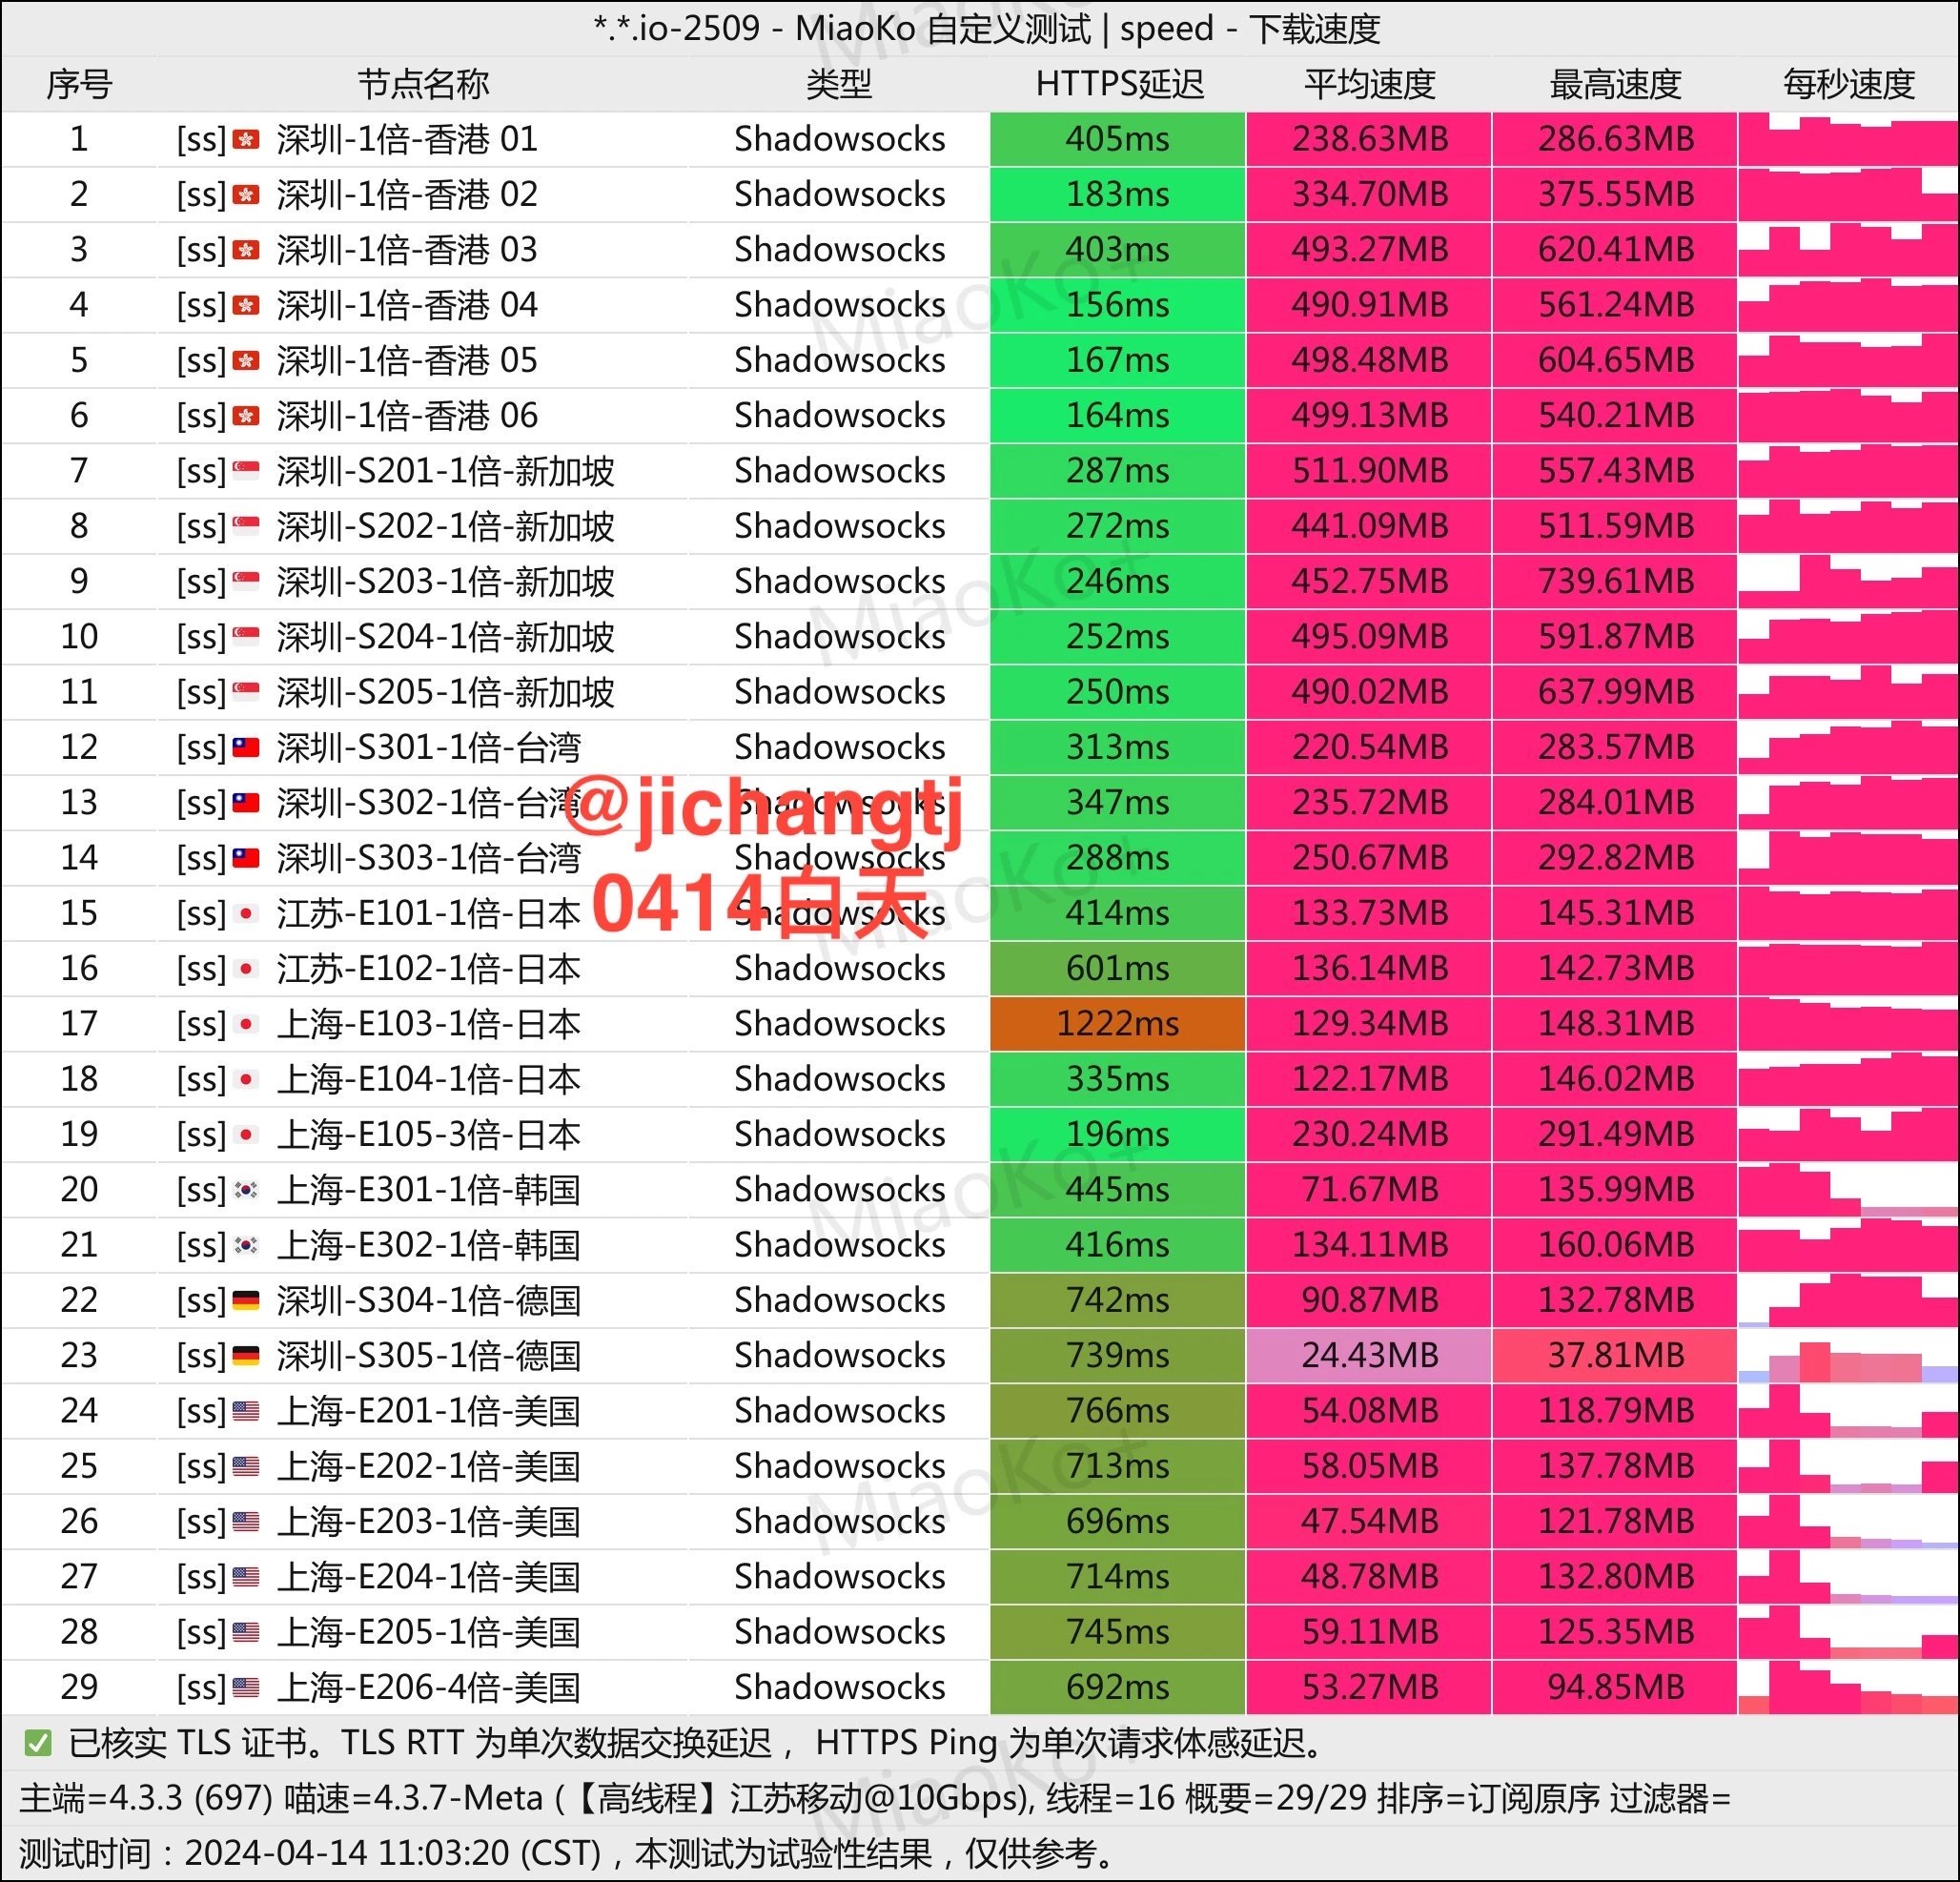 *.*.io-2509 - MiaoKo 自定义测试 | speed - 下载速度
序号 节点名称 类型 HTTPS延迟 平均速度 最高速度 每秒速度
1 [ss] 深圳-1倍-香港 01 Shadowsocks 405ms 238.63MB 286.63MB
2 [ss] 深圳-1倍-香港 02 Shadowsocks 183ms 334.70MB 375.55MB
3 [ss] 深圳-1倍-香港 03 Shadowsocks 403ms 493.27MB 620.41MB
4 [ss] 深圳-1倍-香港 04 Shadowsocks 156ms 490.91MB 561.24MB
5 [ss] 深圳-1倍-香港 05 Shadowsocks 167ms 498.48MB 604.65MB
6 [ss] 深圳-1倍-香港 06 Shadowsocks 164ms 499.13MB 540.21MB
7 [ss] 深圳-S201-1倍-新加坡 Shadowsocks 287ms 511.90MB 557.43MB
8 [ss] 深圳-S202-1倍-新加坡 Shadowsocks 272ms 441.09MB 511.59MB
9 [ss] 深圳-S203-1倍-新加坡 Shadowsocks 246ms 452.75MB 739.61MB
10 [ss] 深圳-S204-1倍-新加坡 Shadowsocks 252ms 495.09MB 591.87MB
11 [ss] 深圳-S205-1倍-新加坡 Shadowsocks 250ms 490.02MB 637.99MB
12 [ss] 深圳-S301-1倍-台湾 Shadowsocks 313ms 220.54MB 283.57MB
13 [ss] 深圳-S302-1倍-台湾 Shadowsocks 347ms 235.72MB 284.01MB
@jichangtj
14 [ss] 深圳-S303-1倍-台湾 Shadowsocks 288ms 250.67MB 292.82MB
0414白天
15 [ss] 江苏-E101-1倍-日本 Shadowsocks 414ms 133.73MB 145.31MB
16 [ss] 江苏-E102-1倍-日本 Shadowsocks 601ms 136.14MB 142.73MB
17 [ss] 上海-E103-1倍-日本 Shadowsocks 1222ms 129.34MB 148.31MB
18 [ss] 上海-E104-1倍-日本 Shadowsocks 335ms 122.17MB 146.02MB
19 [ss] 上海-E105-3倍-日本 Shadowsocks 196ms 230.24MB 291.49MB
20 [ss] 上海-E301-1倍-韩国 Shadowsocks 445ms 71.67MB 135.99MB
21 [ss] 上海-E302-1倍-韩国 Shadowsocks 416ms 134.11MB 160.06MB
22 [ss] 深圳-S304-1倍-德国 Shadowsocks 742ms 90.87MB 132.78MB
23 [ss] 深圳-S305-1倍-德国 Shadowsocks 739ms 24.43MB 37.81MB
24 [ss] 上海-E201-1倍-美国 Shadowsocks 766ms 54.08MB 118.79MB
25 [ss] 上海-E202-1倍-美国 Shadowsocks 713ms 58.05MB 137.78MB
26 [ss] 上海-E203-1倍-美国 Shadowsocks 696ms 47.54MB 121.78MB
27 [ss] 上海-E204-1倍-美国 Shadowsocks 714ms 48.78MB 132.80MB
28 [ss] 上海-E205-1倍-美国 Shadowsocks 745ms 59.11MB 125.35MB
29 [ss] 上海-E206-4倍-美国 Shadowsocks 692ms 53.27MB 94.85MB
✅ 已核实 TLS 证书。TLS RTT 为单次数据交换延迟， HTTPS Ping 为单次请求体感延迟。
主端=4.3.3 (697) 喵速=4.3.7-Meta (【高线程】江苏移动@10Gbps), 线程=16 概要=29/29 排序=订阅原序 过滤器=
测试时间：2024-04-14 11:03:20 (CST)，本测试为试验性结果，仅供参考。
MiaoKo+
MiaoKo+
MiaoKo+
MiaoKo+
MiaoKo+
MiaoKo+